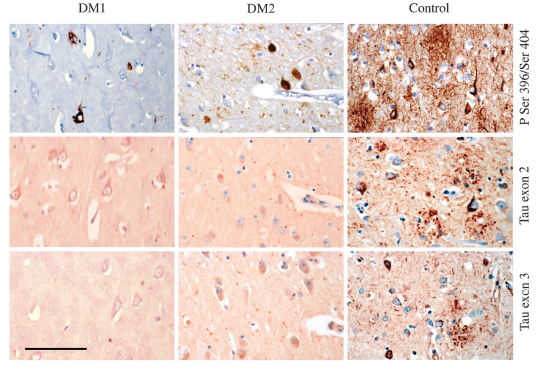 DM1
DM2
Control
P Ser 396/Ser 404
Tau exon 2
Tau exon 3